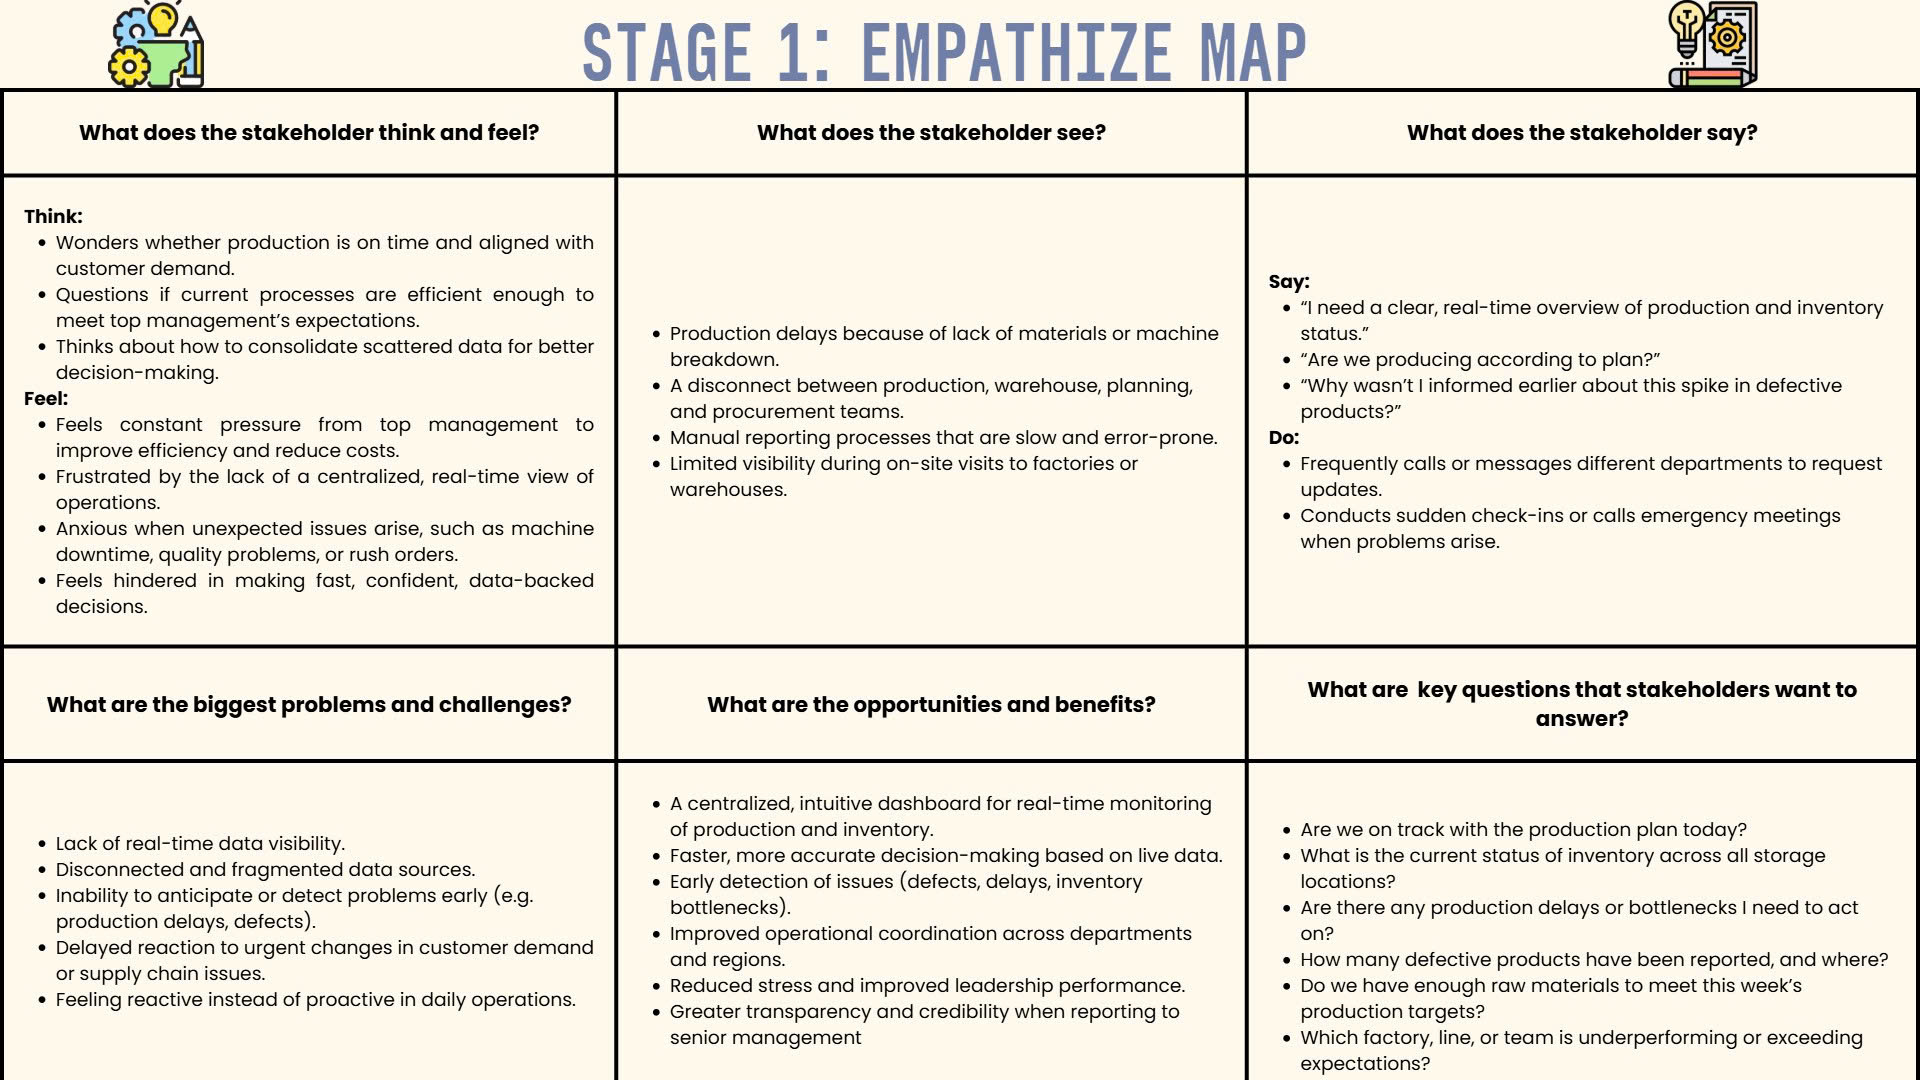 STAGE 1: EMPATHIZE MAP
What does the stakeholder think and feel?
What does the stakeholder see?
What does the stakeholder say?
Think:
• Wonders whether production is on time and aligned with
customer demand.
• Questions if current processes are efficient enough to
meet top management’s expectations.
• Thinks about how to consolidate scattered data for better
decision-making.
Feel:
• Feels constant pressure from top management to
improve efficiency and reduce costs.
• Frustrated by the lack of a centralized, real-time view of
operations.
• Anxious when unexpected issues arise, such as machine
downtime, quality problems, or rush orders.
• Feels hindered in making fast, confident, data-backed
decisions.
• Production delays because of lack of materials or machine
breakdown.
• A disconnect between production, warehouse, planning,
and procurement teams.
• Manual reporting processes that are slow and error-prone.
• Limited visibility during on-site visits to factories or
warehouses.
Say:
• “I need a clear, real-time overview of production and inventory
status.”
• “Are we producing according to plan?”
• “Why wasn’t I informed earlier about this spike in defective
products?”
Do:
• Frequently calls or messages different departments to request
updates.
• Conducts sudden check-ins or calls emergency meetings
when problems arise.
What are the biggest problems and challenges?
What are the opportunities and benefits?
What are  key questions that stakeholders want to
answer?
• Lack of real-time data visibility.
• Disconnected and fragmented data sources.
• Inability to anticipate or detect problems early (e.g.
production delays, defects).
• Delayed reaction to urgent changes in customer demand
or supply chain issues.
• Feeling reactive instead of proactive in daily operations.
• A centralized, intuitive dashboard for real-time monitoring
of production and inventory.
• Faster, more accurate decision-making based on live data.
• Early detection of issues (defects, delays, inventory
bottlenecks).
• Improved operational coordination across departments
and regions.
• Reduced stress and improved leadership performance.
• Greater transparency and credibility when reporting to
senior management
• Are we on track with the production plan today?
• What is the current status of inventory across all storage
locations?
• Are there any production delays or bottlenecks I need to act
on?
• How many defective products have been reported, and where?
• Do we have enough raw materials to meet this week’s
production targets?
• Which factory, line, or team is underperforming or exceeding
expectations?